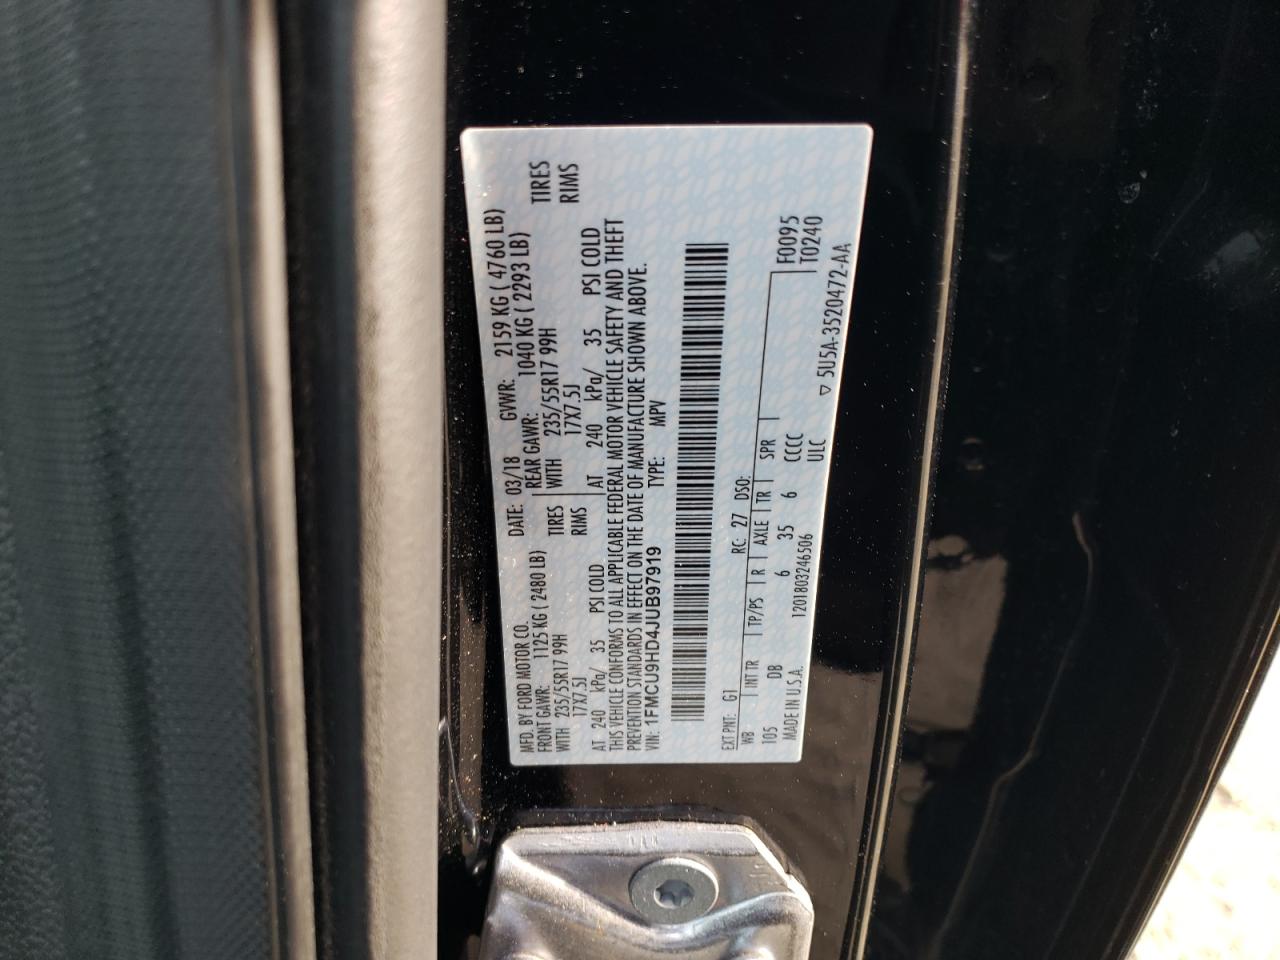 MFD. BY FORD MOTOR CO.
DATE: 03/18 GVWR: 2159 KG ( 4760 LB)
FRONT GAWR: 1125 KG ( 2480 LB) REAR GAWR: 1040 KG ( 2293 LB)
WITH 235/55R17 99H TIRES WITH 235/55R17 99H TIRES
17X7.5J RIMS 17X7.5J RIMS
AT 240 kPa/ 35 PSI COLD AT 240 kPa/ 35 PSI COLD
THIS VEHICLE CONFORMS TO ALL APPLICABLE FEDERAL MOTOR VEHICLE SAFETY AND THEFT
PREVENTION STANDARDS IN EFFECT ON THE DATE OF MANUFACTURE SHOWN ABOVE.
VIN: 1FMCU9HD4JUB97919 TYPE: MPV
EXT PNT: G1 RC: 27 DSO: F0095
WB INT TR TP/PS R AXLE TR SPR T0240
105 DB 6 35 6 CCCC
MADE IN U.S.A. 1201803246506 ULC
▽ 5U5A-3520472-AA